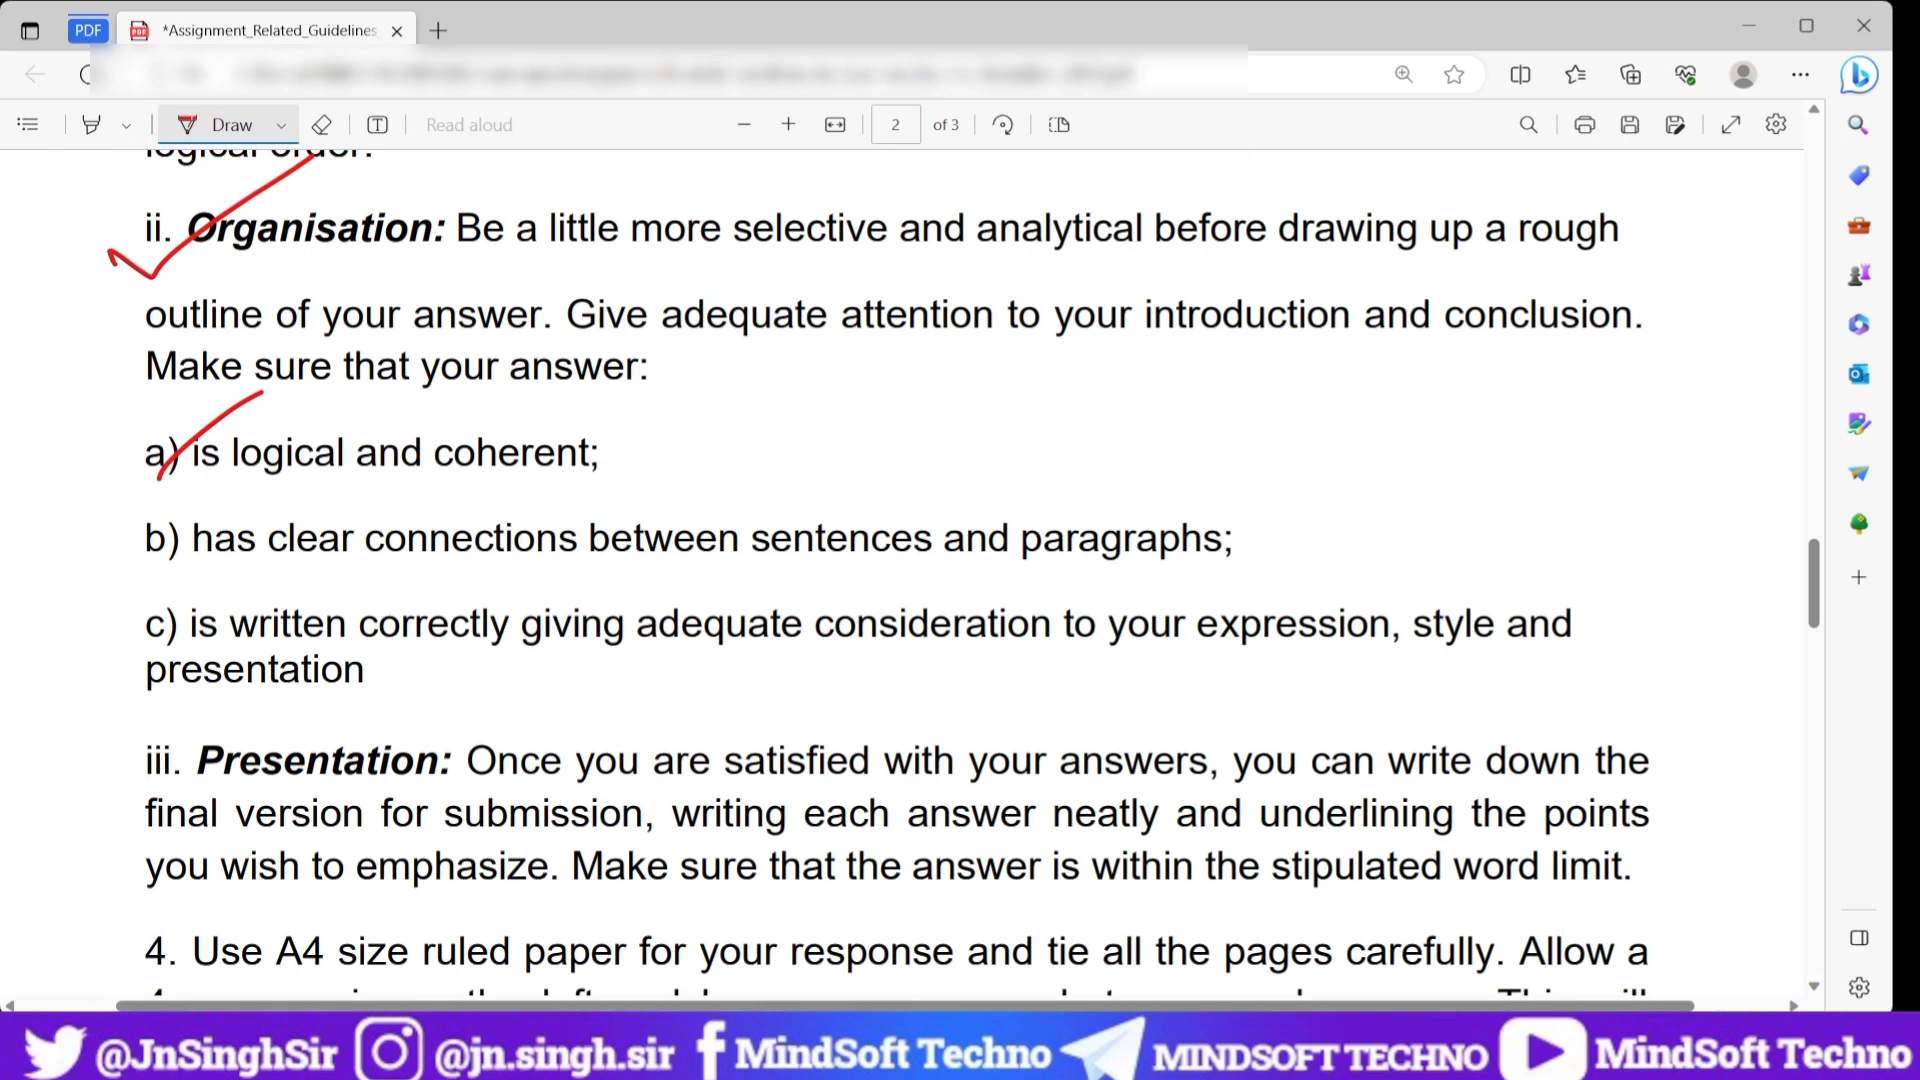 PDF
*Assignment_Related_Guidelines
Draw
Read aloud
2
of 3
logical order.
ii. Organisation: Be a little more selective and analytical before drawing up a rough
outline of your answer. Give adequate attention to your introduction and conclusion.
Make sure that your answer:
a) is logical and coherent;
b) has clear connections between sentences and paragraphs;
c) is written correctly giving adequate consideration to your expression, style and
presentation
iii. Presentation: Once you are satisfied with your answers, you can write down the
final version for submission, writing each answer neatly and underlining the points
you wish to emphasize. Make sure that the answer is within the stipulated word limit.
4. Use A4 size ruled paper for your response and tie all the pages carefully. Allow a
@JnSinghSir @jn.singh.sir MindSoft Techno MINDSOFT TECHNO MindSoft Techno